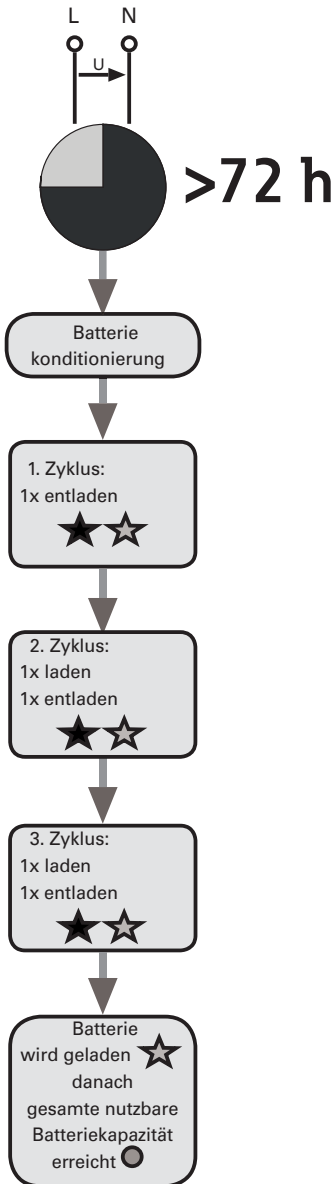 L N
U
>72 h
Batterie
konditionierung
1. Zyklus:
1x entladen
2. Zyklus:
1x laden
1x entladen
3. Zyklus:
1x laden
1x entladen
Batterie
wird geladen
danach
gesamte nutzbare
Batteriekapazität
erreicht